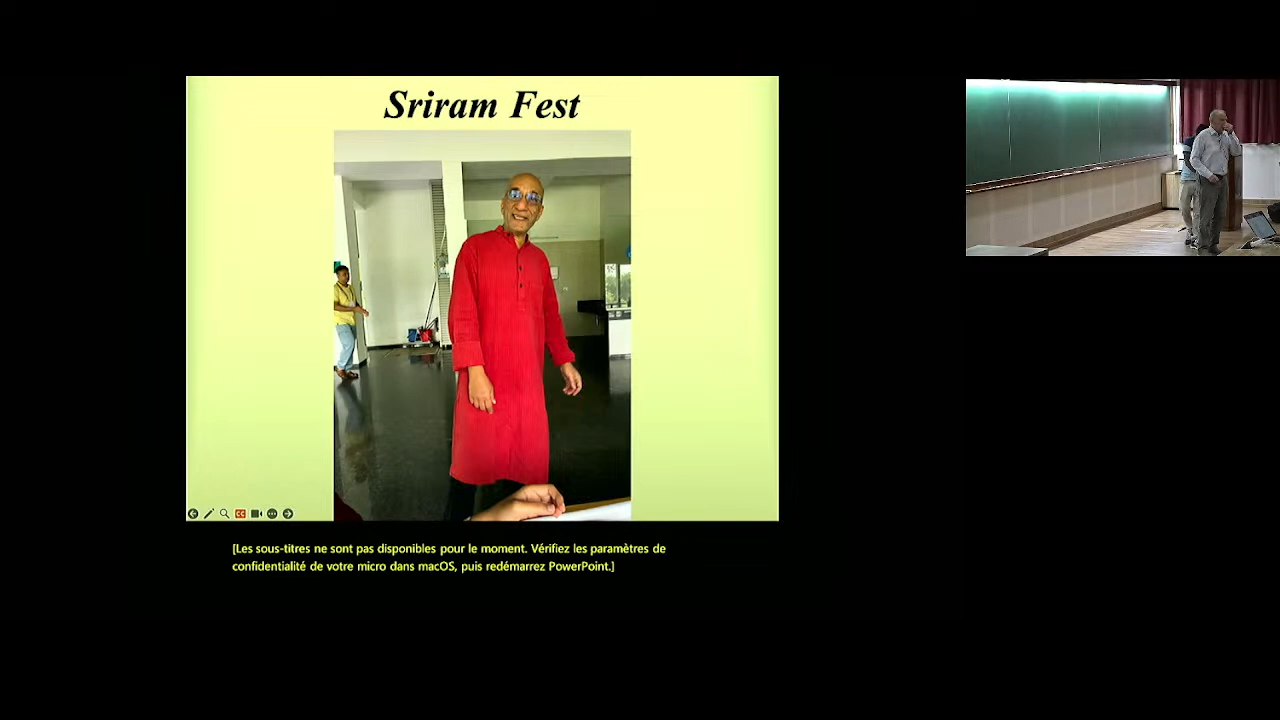 Sriram Fest
CC
[Les sous-titres ne sont pas disponibles pour le moment. Vérifiez les paramètres de
confidentialité de votre micro dans macOS, puis redémarrez PowerPoint.]